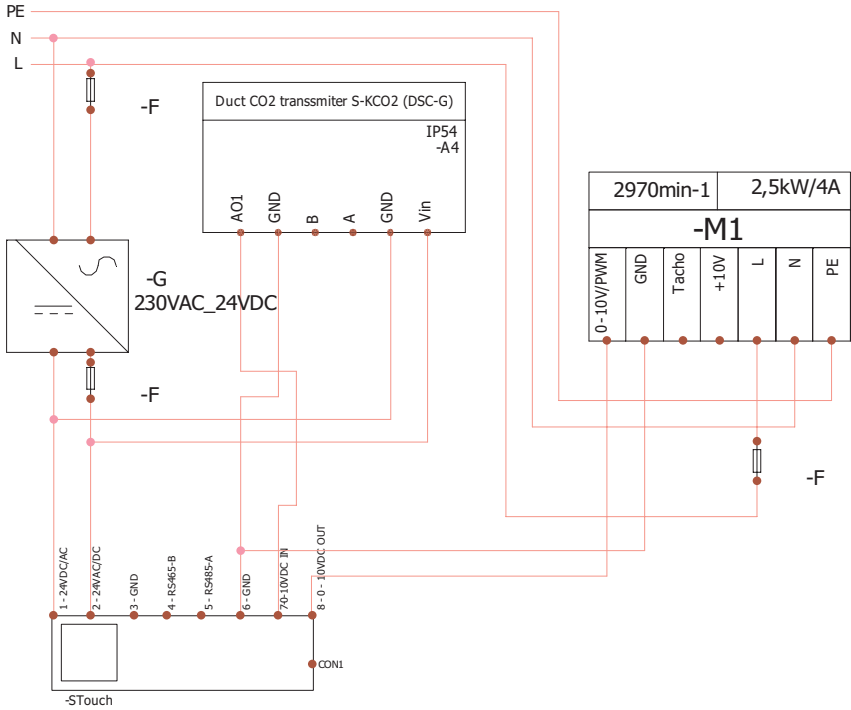 PE
N
L
-F
Duct CO2 transsmiter S-KCO2 (DSC-G)
IP54
-A4
AO1
GND
B
A
GND
Vin
2970min-1
2,5kW/4A
-M1
0-10V/PWM
GND
Tacho
+10V
L
N
PE
-G
230VAC_24VDC
-F
-F
1 - 24VDC/AC
2 - 24VAC/DC
3 - GND
4 - RS465-B
5 - RS485-A
6 - GND
70-10VDC IN
8 - 0 - 10VDC OUT
CON1
-STouch